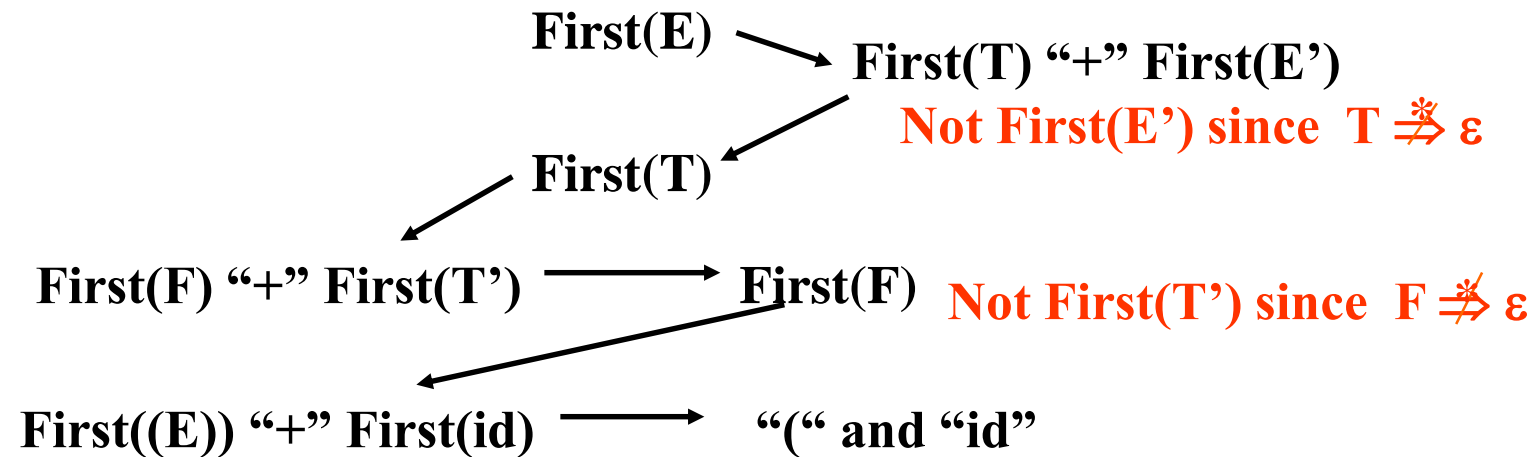 First(E)
First(T) “+” First(E’)
Not First(E’) since T ⇏* ε
First(T)
First(F) “+” First(T’)
First(F)
Not First(T’) since F ⇏* ε
First((E)) “+” First(id)
“(“ and “id”